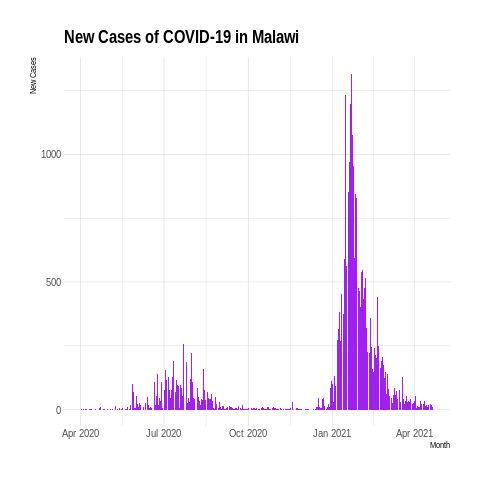 New Cases of COVID-19 in Malawi
New Cases
1000
500
0
Apr 2020 Jul 2020 Oct 2020 Jan 2021 Apr 2021
Month